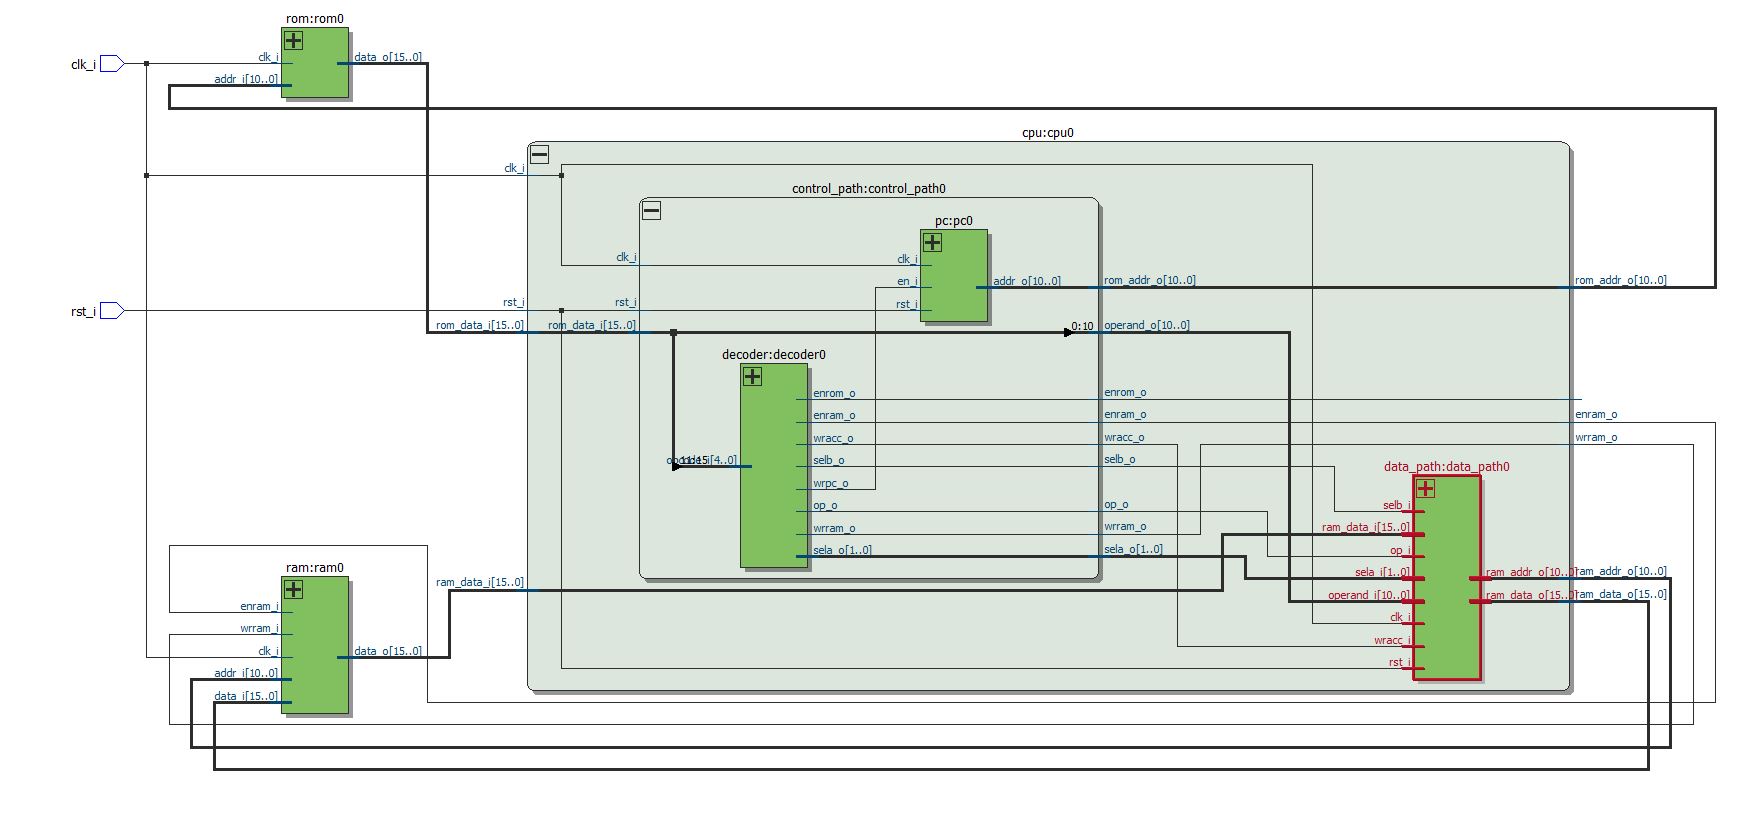 rom:rom0
clk_i
clk_i
data_o[15..0]
addr_i[10..0]
cpu:cpu0
clk_i
control_path:control_path0
pc:pc0
clk_i
clk_i
en_i
addr_o[10..0]
rom_addr_o[10..0]
rom_addr_o[10..0]
rst_i
rst_i
rst_i
rst_i
rom_data_i[15..0]
rom_data_i[15..0]
0:10
operand_o[10..0]
decoder:decoder0
enrom_o
enrom_o
enram_o
enram_o
enram_o
wracc_o
wracc_o
wrram_o
11:15
selb_o
selb_o
data_path:data_path0
wrpc_o
op_o
op_o
selb_i
wrram_o
wrram_o
ram_data_i[15..0]
sela_o[1..0]
sela_o[1..0]
op_i
ram:ram0
ram_data_i[15..0]
sela_i[1..0]
ram_addr_o[10..0]
ram_addr_o[10..0]
enram_i
operand_i[10..0]
ram_data_o[15..0]
ram_data_o[15..0]
wrram_i
clk_i
clk_i
data_o[15..0]
wracc_i
addr_i[10..0]
rst_i
data_i[15..0]